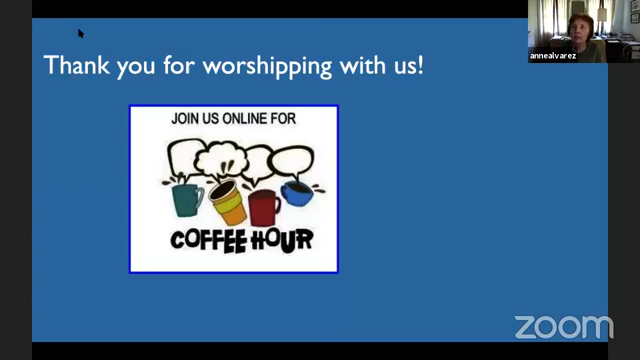 Thank you for worshipping with us!
JOIN US ONLINE FOR
COFFEE HOUR
annealvarez
zoom